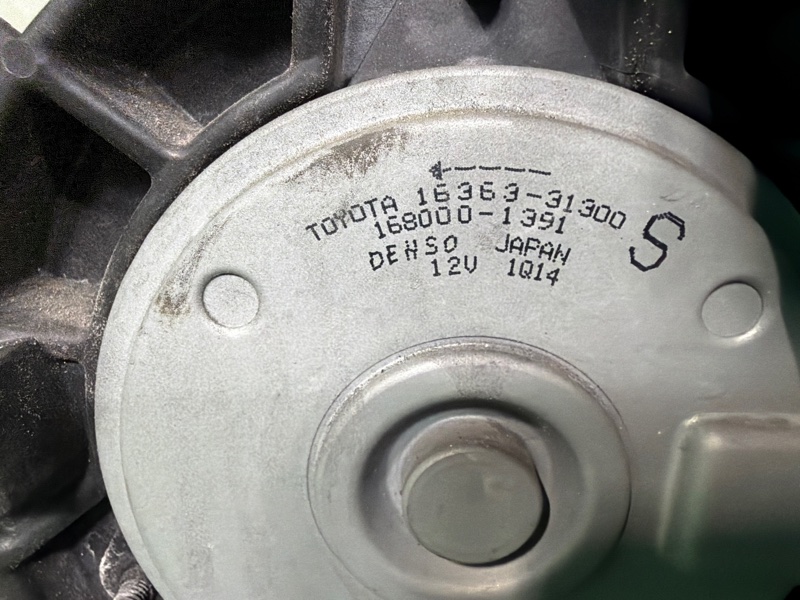 TOYOTA 16363-31300
168000-1391
DENSO JAPAN
12V 1Q14
S